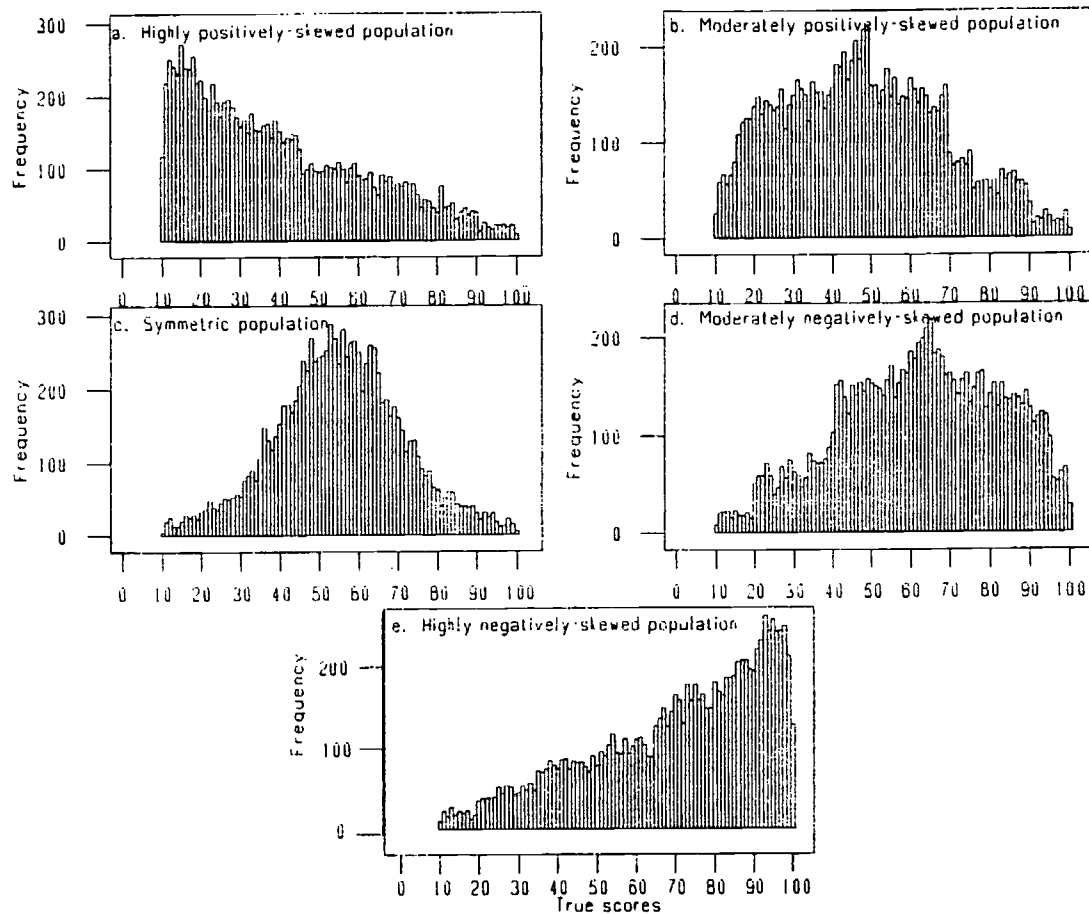 a. Highly positively-skewed population
300
200
100
0
Frequency
0 10 20 30 40 50 60 70 80 90 100
b. Moderately positively-skewed population
200
100
0
Frequency
0 10 20 30 40 50 60 70 80 90 100
c. Symmetric population
300
200
100
0
Frequency
0 10 20 30 40 50 60 70 80 90 100
d. Moderately negatively-skewed population
200
100
0
Frequency
0 10 20 30 40 50 60 70 80 90 100
e. Highly negatively-skewed population
200
100
0
Frequency
0 10 20 30 40 50 60 70 80 90 100
True scores